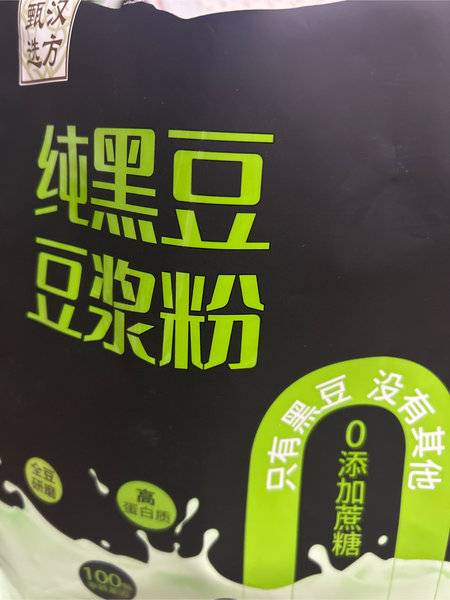 甄汉
选方
纯黑豆
豆浆粉
只有黑豆 没有其他
0添加蔗糖
全豆
研磨
高
蛋白质
100%